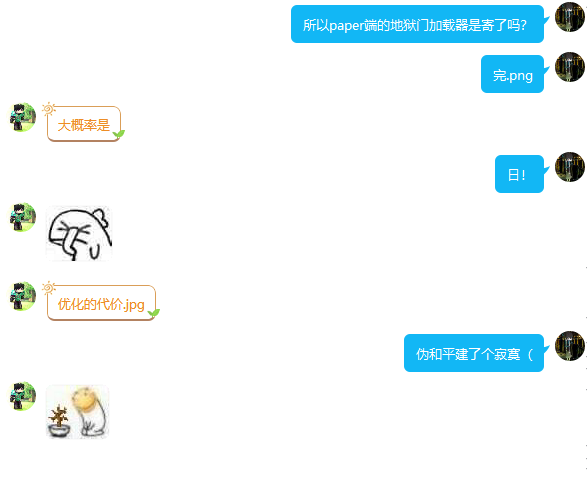 所以paper端的地狱门加载器是寄了吗？
完.png
大概率是
日！
优化的代价.jpg
伪和平建了个寂寞（